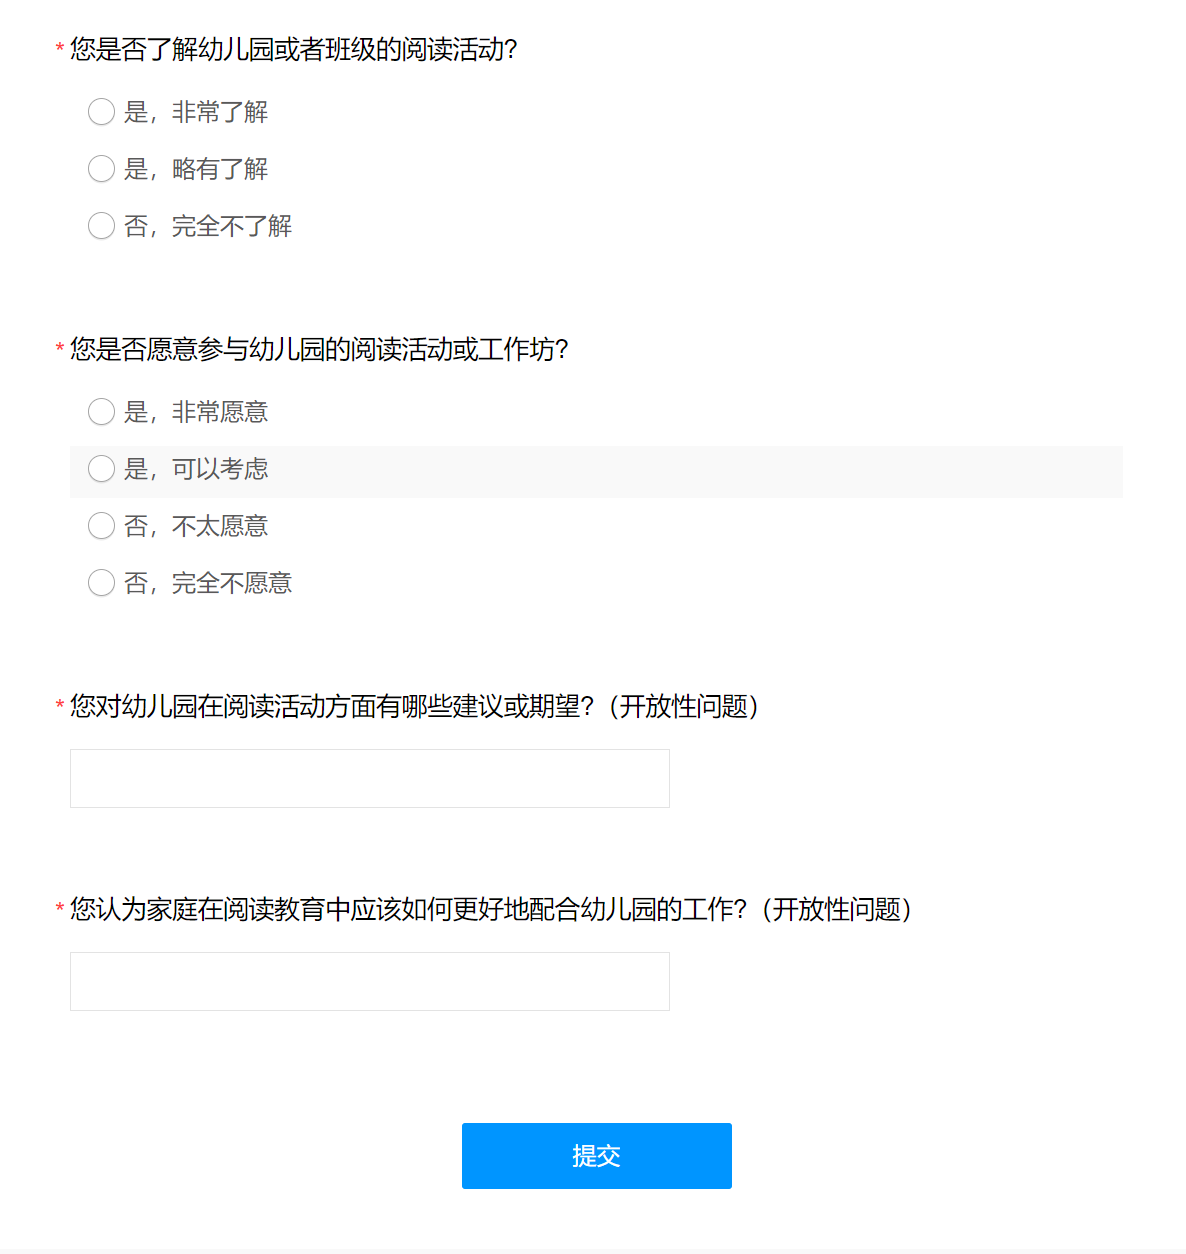 * 您是否了解幼儿园或者班级的阅读活动?
是，非常了解
是，略有了解
否，完全不了解
* 您是否愿意参与幼儿园的阅读活动或工作坊?
是，非常愿意
是，可以考虑
否，不太愿意
否，完全不愿意
* 您对幼儿园在阅读活动方面有哪些建议或期望?（开放性问题）
* 您认为家庭在阅读教育中应该如何更好地配合幼儿园的工作?（开放性问题）
提交